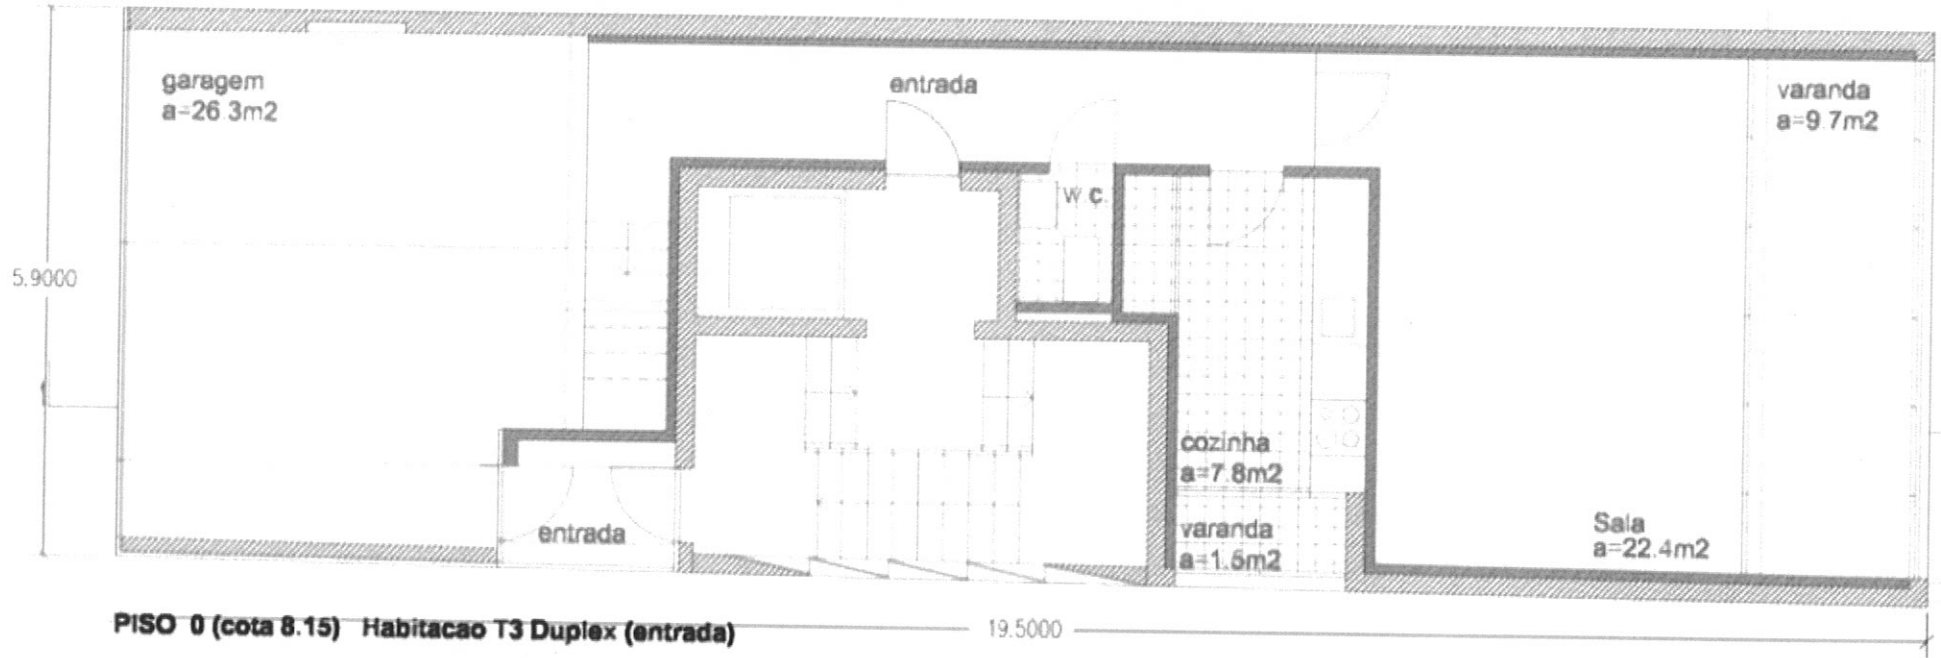 garagem
a=26.3m2
entrada
varanda
a=9.7m2
w.c.
5.9000
cozinha
a=7.8m2
entrada
varanda
a=1.5m2
Sala
a=22.4m2
PISO 0 (cota 8.15) Habitacao T3 Duplex (entrada)
19.5000